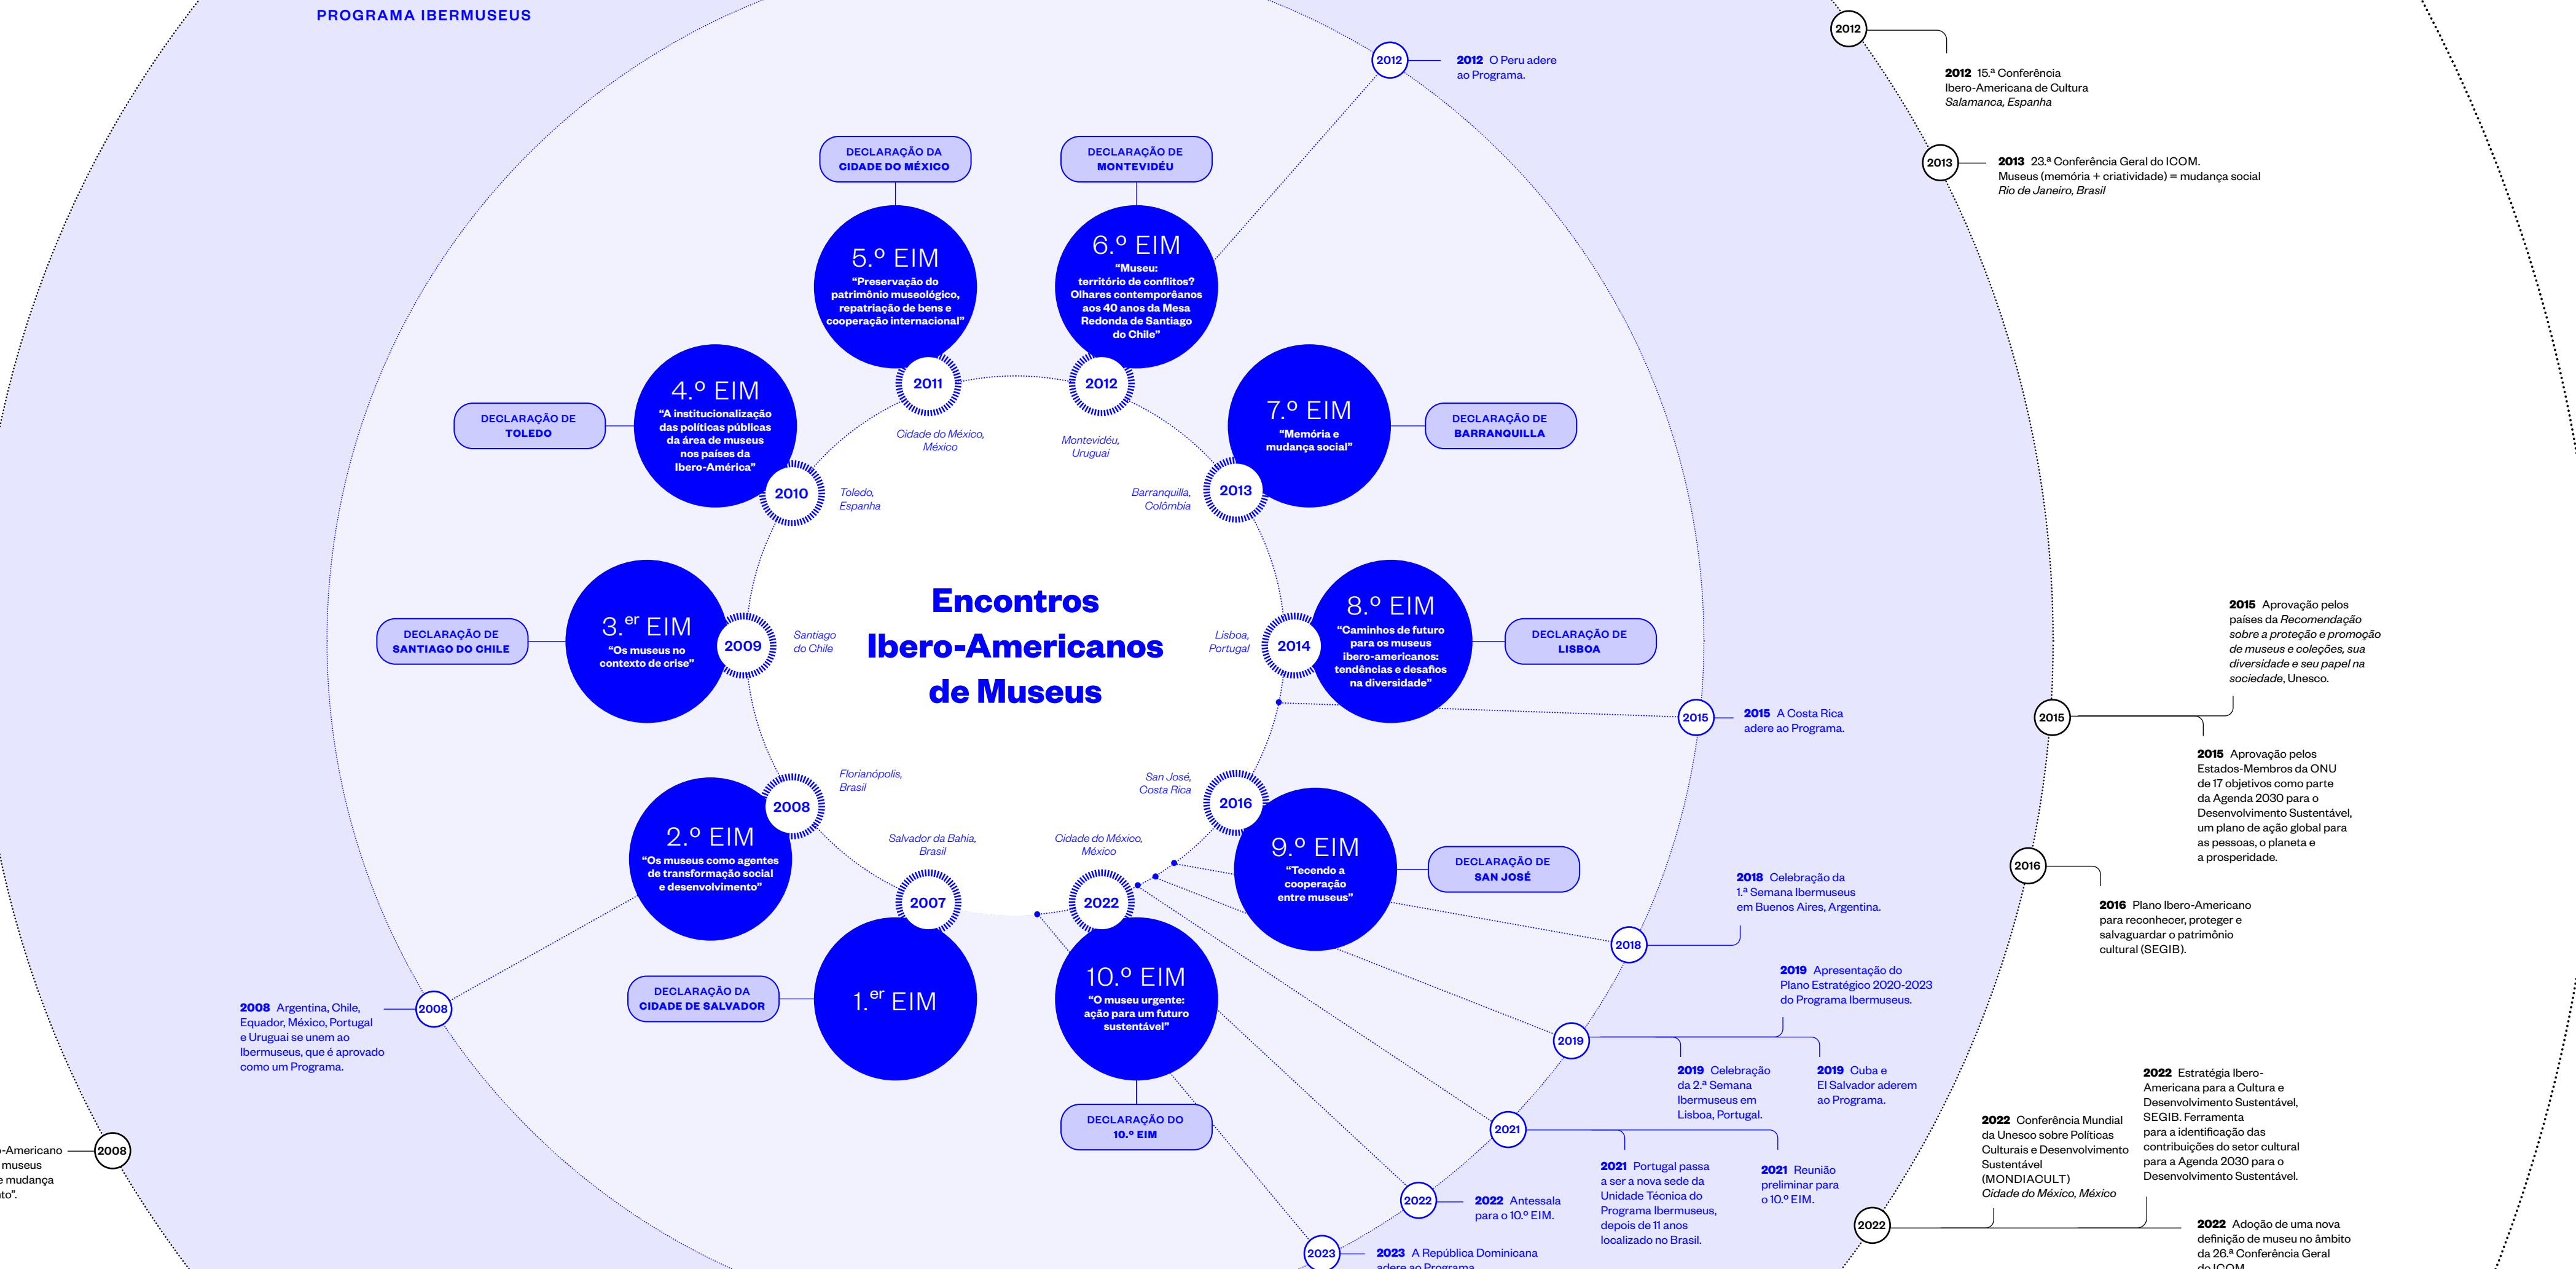 PROGRAMA IBERMUSEUS
Encontros
Ibero-Americanos
de Museus
2007
Salvador da Bahia,
Brasil
1.er EIM
DECLARAÇÃO DA
CIDADE DE SALVADOR
2008
Florianópolis,
Brasil
2.º EIM
“Os museus como agentes
de transformação social
e desenvolvimento”
2009
Santiago
do Chile
3.er EIM
“Os museus no
contexto de crise”
DECLARAÇÃO DE
SANTIAGO DO CHILE
2010
Toledo,
Espanha
4.º EIM
“A institucionalização
das políticas públicas
da área de museus
nos países da
Ibero-América”
DECLARAÇÃO DE
TOLEDO
2011
Cidade do México,
México
5.º EIM
“Preservação do
patrimônio museológico,
repatriação de bens e
cooperação internacional”
DECLARAÇÃO DA
CIDADE DO MÉXICO
2012
Montevidéu,
Uruguai
6.º EIM
“Museu:
território de conflitos?
Olhares contemporêanos
aos 40 anos da Mesa
Redonda de Santiago
do Chile”
DECLARAÇÃO DE
MONTEVIDÉU
2013
Barranquilla,
Colômbia
7.º EIM
“Memória e
mudança social”
DECLARAÇÃO DE
BARRANQUILLA
2014
Lisboa,
Portugal
8.º EIM
“Caminhos de futuro
para os museus
ibero-americanos:
tendências e desafios
na diversidade”
DECLARAÇÃO DE
LISBOA
2016
San José,
Costa Rica
9.º EIM
“Tecendo a
cooperação
entre museus”
DECLARAÇÃO DE
SAN JOSÉ
2022
Cidade do México,
México
10.º EIM
“O museu urgente:
ação para um futuro
sustentável”
DECLARAÇÃO DO
10.º EIM
2008
2008 Argentina, Chile,
Equador, México, Portugal
e Uruguai se unem ao
Ibermuseus, que é aprovado
como um Programa.
2012
2012 O Peru adere
ao Programa.
2015
2015 A Costa Rica
adere ao Programa.
2018
2018 Celebração da
1.ª Semana Ibermuseus
em Buenos Aires, Argentina.
2019
2019 Apresentação do
Plano Estratégico 2020-2023
do Programa Ibermuseus.
2019 Celebração
da 2.ª Semana
Ibermuseus em
Lisboa, Portugal.
2019 Cuba e
El Salvador aderem
ao Programa.
2021
2021 Portugal passa
a ser a nova sede da
Unidade Técnica do
Programa Ibermuseus,
depois de 11 anos
localizado no Brasil.
2021 Reunião
preliminar para
o 10.º EIM.
2022
2022 Antessala
para o 10.º EIM.
2023
2023 A República Dominicana
adere ao Programa
2008
-Americano
museus
e mudança
nto”.
2012
2012 15.ª Conferência
Ibero-Americana de Cultura
Salamanca, Espanha
2013
2013 23.ª Conferência Geral do ICOM.
Museus (memória + criatividade) = mudança social
Rio de Janeiro, Brasil
2015
2015 Aprovação pelos
países da Recomendação
sobre a proteção e promoção
de museus e coleções, sua
diversidade e seu papel na
sociedade, Unesco.
2015 Aprovação pelos
Estados-Membros da ONU
de 17 objetivos como parte
da Agenda 2030 para o
Desenvolvimento Sustentável,
um plano de ação global para
as pessoas, o planeta e
a prosperidade.
2016
2016 Plano Ibero-Americano
para reconhecer, proteger e
salvaguardar o patrimônio
cultural (SEGIB).
2022
2022 Conferência Mundial
da Unesco sobre Políticas
Culturais e Desenvolvimento
Sustentável
(MONDIACULT)
Cidade do México, México
2022 Estratégia Ibero-
Americana para a Cultura e
Desenvolvimento Sustentável,
SEGIB. Ferramenta
para a identificação das
contribuições do setor cultural
para a Agenda 2030 para o
Desenvolvimento Sustentável.
2022 Adoção de uma nova
definição de museu no âmbito
da 26.ª Conferência Geral
do ICOM